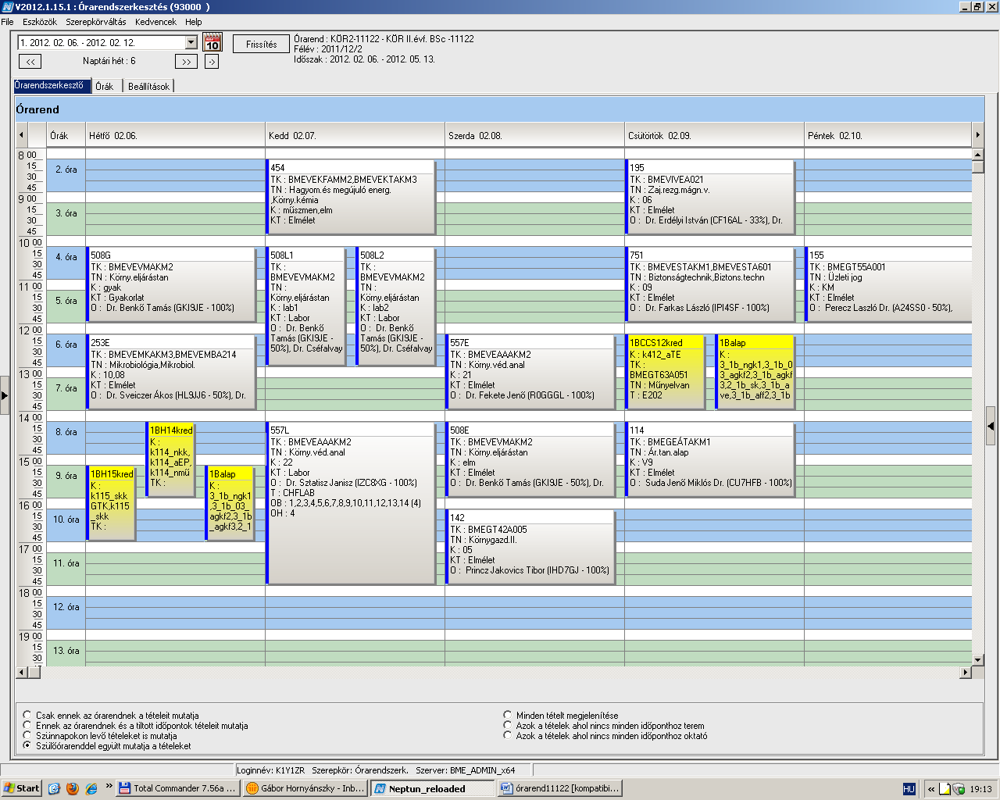 V2012.1.15.1 : Órarendszerkesztés (93000  )
File Eszközök Szerepkörváltás Kedvencek Help
1. 2012. 02. 06. - 2012. 02. 12.
10
Frissítés
Órarend : KÖR2-11122 - KÖR II.évf. BSc -11122
Félév : 2011/12/2
Időszak : 2012. 02. 06. - 2012. 05. 13.
<< Naptári hét : 6 >> ->
Órarendszerkesztő Órák Beállítások
Órarend
Órák Hétfő 02.06. Kedd 02.07. Szerda 02.08. Csütörtök 02.09. Péntek 02.10.
8 00
15
30
45
9 00
15
30
45
10 00
15
30
45
11 00
15
30
45
12 00
15
30
45
13 00
15
30
45
14 00
15
30
45
15 00
15
30
45
16 00
15
30
45
17 00
15
30
45
18 00
15
30
45
19 00
15
30
2. óra
3. óra
4. óra
5. óra
6. óra
7. óra
8. óra
9. óra
10. óra
11. óra
12. óra
13. óra
508G
TK : BMEVEVMAKM2
TN : Körny.eljárástan
K : gyak
KT : Gyakorlat
O :  Dr. Benkő Tamás (GKI9JE - 100%)
253E
TK : BMEVEMKAKM3,BMEVEMBA214
TN : Mikrobiológia,Mikrobiol.
K : 10,08
KT : Elmélet
O :  Dr. Sveiczer Ákos (HL9JJ6 - 50%), Dr.
1BH14kred
K :
k114_nkk,
k114_aEP,
k114_nmű
TK :
1BH15kred
K :
k115_skk
GTK,k115
_skk
TK :
1Balap
K :
3_1b_ngk1
,3_1b_03_
agkf2,3_1b
_agkf3,2_1
454
TK : BMEVEKFAMM2,BMEVEKTAKM3
TN : Hagyom.és megújuló energ.
,Körny.kémia
K : műszmen,elm
KT : Elmélet
508L1
TK :
BMEVEVMAKM2
TN :
Körny.eljárástan
K : lab1
KT : Labor
O :  Dr. Benkő
Tamás (GKI9JE -
50%), Dr. Cséfalvay
508L2
TK :
BMEVEVMAKM2
TN :
Körny.eljárástan
K : lab2
KT : Labor
O :  Dr. Benkő
Tamás (GKI9JE -
50%), Dr. Cséfalvay
557L
TK : BMEVEAAAKM2
TN : Körny.véd.anal
K : 22
KT : Labor
O :  Dr. Sztatisz Janisz (IZC8XG - 100%)
T : CHFLAB
OB : 1,2,3,4,5,6,7,8,9,10,11,12,13,14 (4)
OH : 4
557E
TK : BMEVEAAAKM2
TN : Körny.véd.anal
K : 21
KT : Elmélet
O :  Dr. Fekete Jenő (R0GGGL - 100%)
508E
TK : BMEVEVMAKM2
TN : Körny.eljárástan
K : elm
KT : Elmélet
O :  Dr. Benkő Tamás (GKI9JE - 50%), Dr.
142
TK : BMEGT42A005
TN : Környgazd.II.
K : 05
KT : Elmélet
O :  Princz Jakovics Tibor (IHD7GJ - 100%)
195
TK : BMEVIVEA021
TN : Zaj.rezg.mágn.v.
K : 06
KT : Elmélet
O :  Dr. Erdélyi István (CF16AL - 33%), Dr.
751
TK : BMEVESTAKM1,BMEVESTA601
TN : Biztonságtechnik,Biztons.techn
K : 09
KT : Elmélet
O :  Dr. Farkas László (IPI4SF - 100%)
1BCCS12kred
K : k412_aTE
TK :
BMEGT63A051
TN : Műnyelvan
T : E202
1Balap
K :
3_1b_ngk1,3_1b_0
3_agkf2,3_1b_agkf
3,2_1b_sk,3_1b_a
ve,3_1b_aff2,3_1b
114
TK : BMEGEÁTAKM1
TN : Ár.tan.alap
K : V9
KT : Elmélet
O :  Suda Jenő Miklós Dr. (CU7HFB - 100%)
155
TK : BMEGT55A001
TN : Üzleti jog
K : KM
KT : Elmélet
O :  Perecz Laszló Dr. (A24SS0 - 50%),
Csak ennek az órarendnek a tételeit mutatja
Ennek az órarendnek és a tiltott időpontok tételeit mutatja
Szünnapokon levő tételeket is mutatja
Szülőórarenddel együtt mutatja a tételeket
Minden tételt megjelenítése
Azok a tételek ahol nincs minden időponthoz terem
Azok a tételek ahol nincs minden időponthoz oktató
Loginnév: K1Y1ZR Szerepkör: Órarendszerk. Szerver: BME_ADMIN_x64
Start » Total Commander 7.56a ... Gábor Hornyánszky - Inb... Neptun_reloaded órarend11122 [kompatibi... HU « 19:13